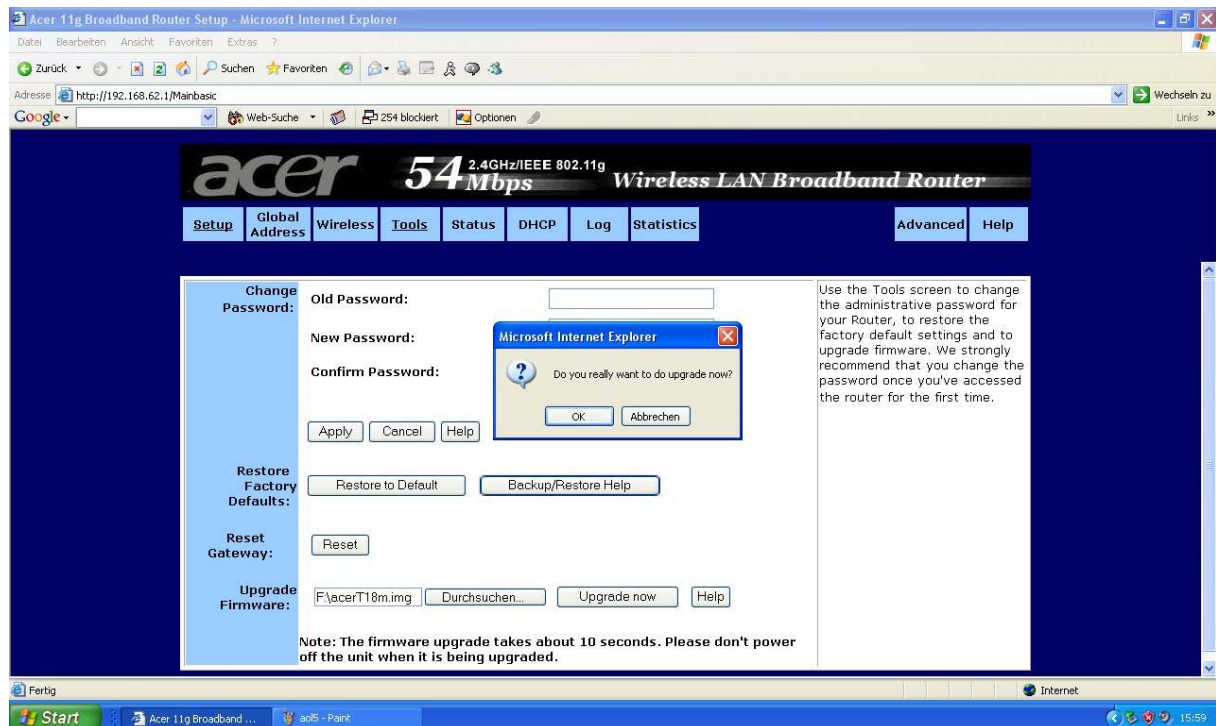 Acer 11g Broadband Router Setup - Microsoft Internet Explorer
Datei Bearbeiten Ansicht Favoriten Extras ?
Zurück Suchen Favoriten
Adresse http://192.168.62.1/Mainbasic Wechseln zu
Google Web-Suche 254 blockiert Optionen Links »
acer 54 Mbps 2.4GHz/IEEE 802.11g Wireless LAN Broadband Router
Setup Global Address Wireless Tools Status DHCP Log Statistics Advanced Help
Change Password:
Old Password:
New Password:
Confirm Password:
Apply Cancel Help
Microsoft Internet Explorer
Do you really want to do upgrade now?
OK Abbrechen
Restore Factory Defaults:
Restore to Default Backup/Restore Help
Reset Gateway:
Reset
Upgrade Firmware:
F:\acerT18m.img Durchsuchen... Upgrade now Help
Note: The firmware upgrade takes about 10 seconds. Please don't power
off the unit when it is being upgraded.
Use the Tools screen to change
the administrative password for
your Router, to restore the
factory default settings and to
upgrade firmware. We strongly
recommend that you change the
password once you've accessed
the router for the first time.
Fertig Internet
Start Acer 11g Broadband ... aol5 - Paint 15:59